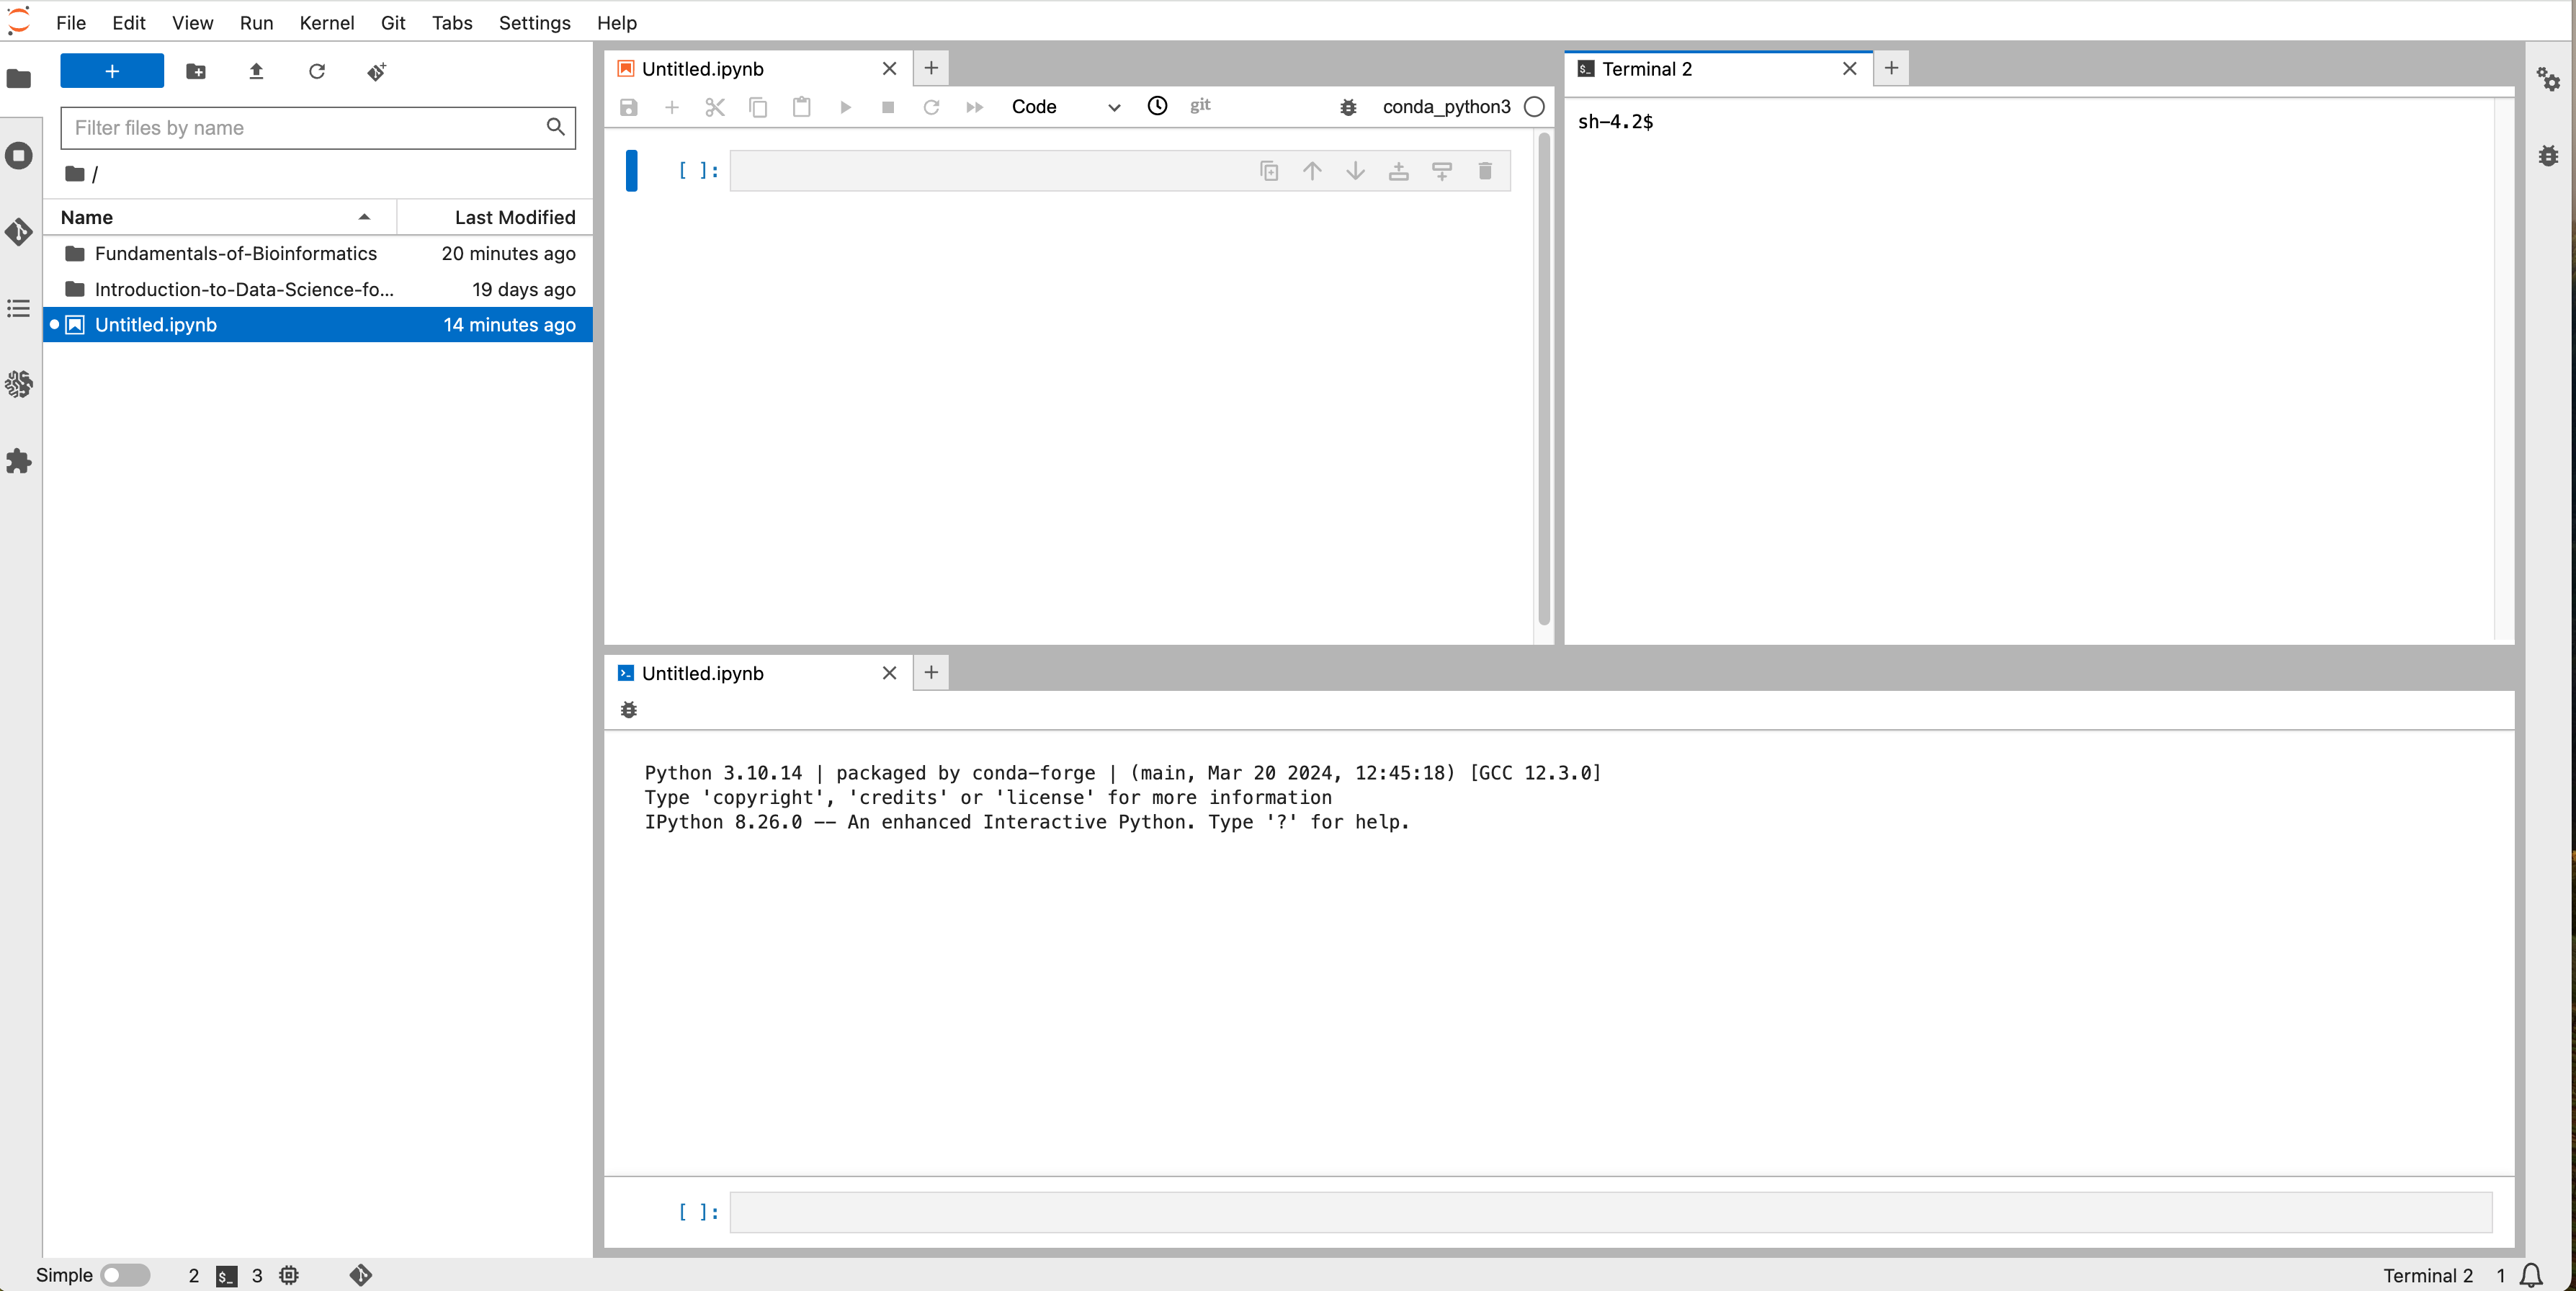 File Edit View Run Kernel Git Tabs Settings Help
+
Filter files by name
/
Name Last Modified
Fundamentals-of-Bioinformatics 20 minutes ago
Introduction-to-Data-Science-fo... 19 days ago
Untitled.ipynb 14 minutes ago
Untitled.ipynb
Code git conda_python3
[ ]:
Terminal 2
sh-4.2$
Untitled.ipynb
Python 3.10.14 | packaged by conda-forge | (main, Mar 20 2024, 12:45:18) [GCC 12.3.0]
Type 'copyright', 'credits' or 'license' for more information
IPython 8.26.0 -- An enhanced Interactive Python. Type '?' for help.
[ ]:
Simple 2 $_ 3 Terminal 2 1